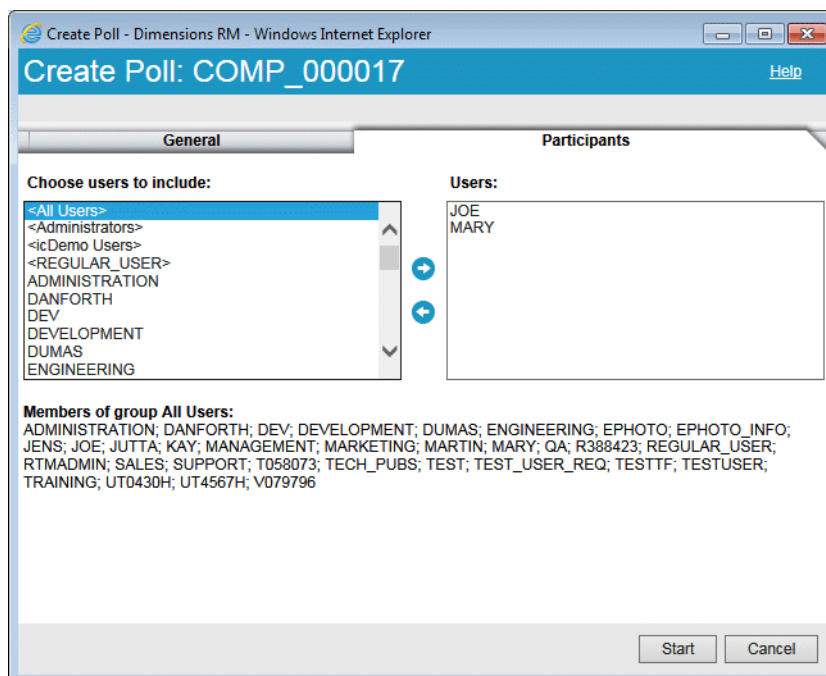 Create Poll - Dimensions RM - Windows Internet Explorer
Create Poll: COMP_000017
Help
General
Participants
Choose users to include:
Users:
<All Users>
<Administrators>
<icDemo Users>
<REGULAR_USER>
ADMINISTRATION
DANFORTH
DEV
DEVELOPMENT
DUMAS
ENGINEERING
JOE
MARY
Members of group All Users:
ADMINISTRATION; DANFORTH; DEV; DEVELOPMENT; DUMAS; ENGINEERING; EPHOTO; EPHOTO_INFO;
JENS; JOE; JUTTA; KAY; MANAGEMENT; MARKETING; MARTIN; MARY; QA; R388423; REGULAR_USER;
RTMADMIN; SALES; SUPPORT; T058073; TECH_PUBS; TEST; TEST_USER_REQ; TESTTF; TESTUSER;
TRAINING; UT0430H; UT4567H; V079796
Start
Cancel